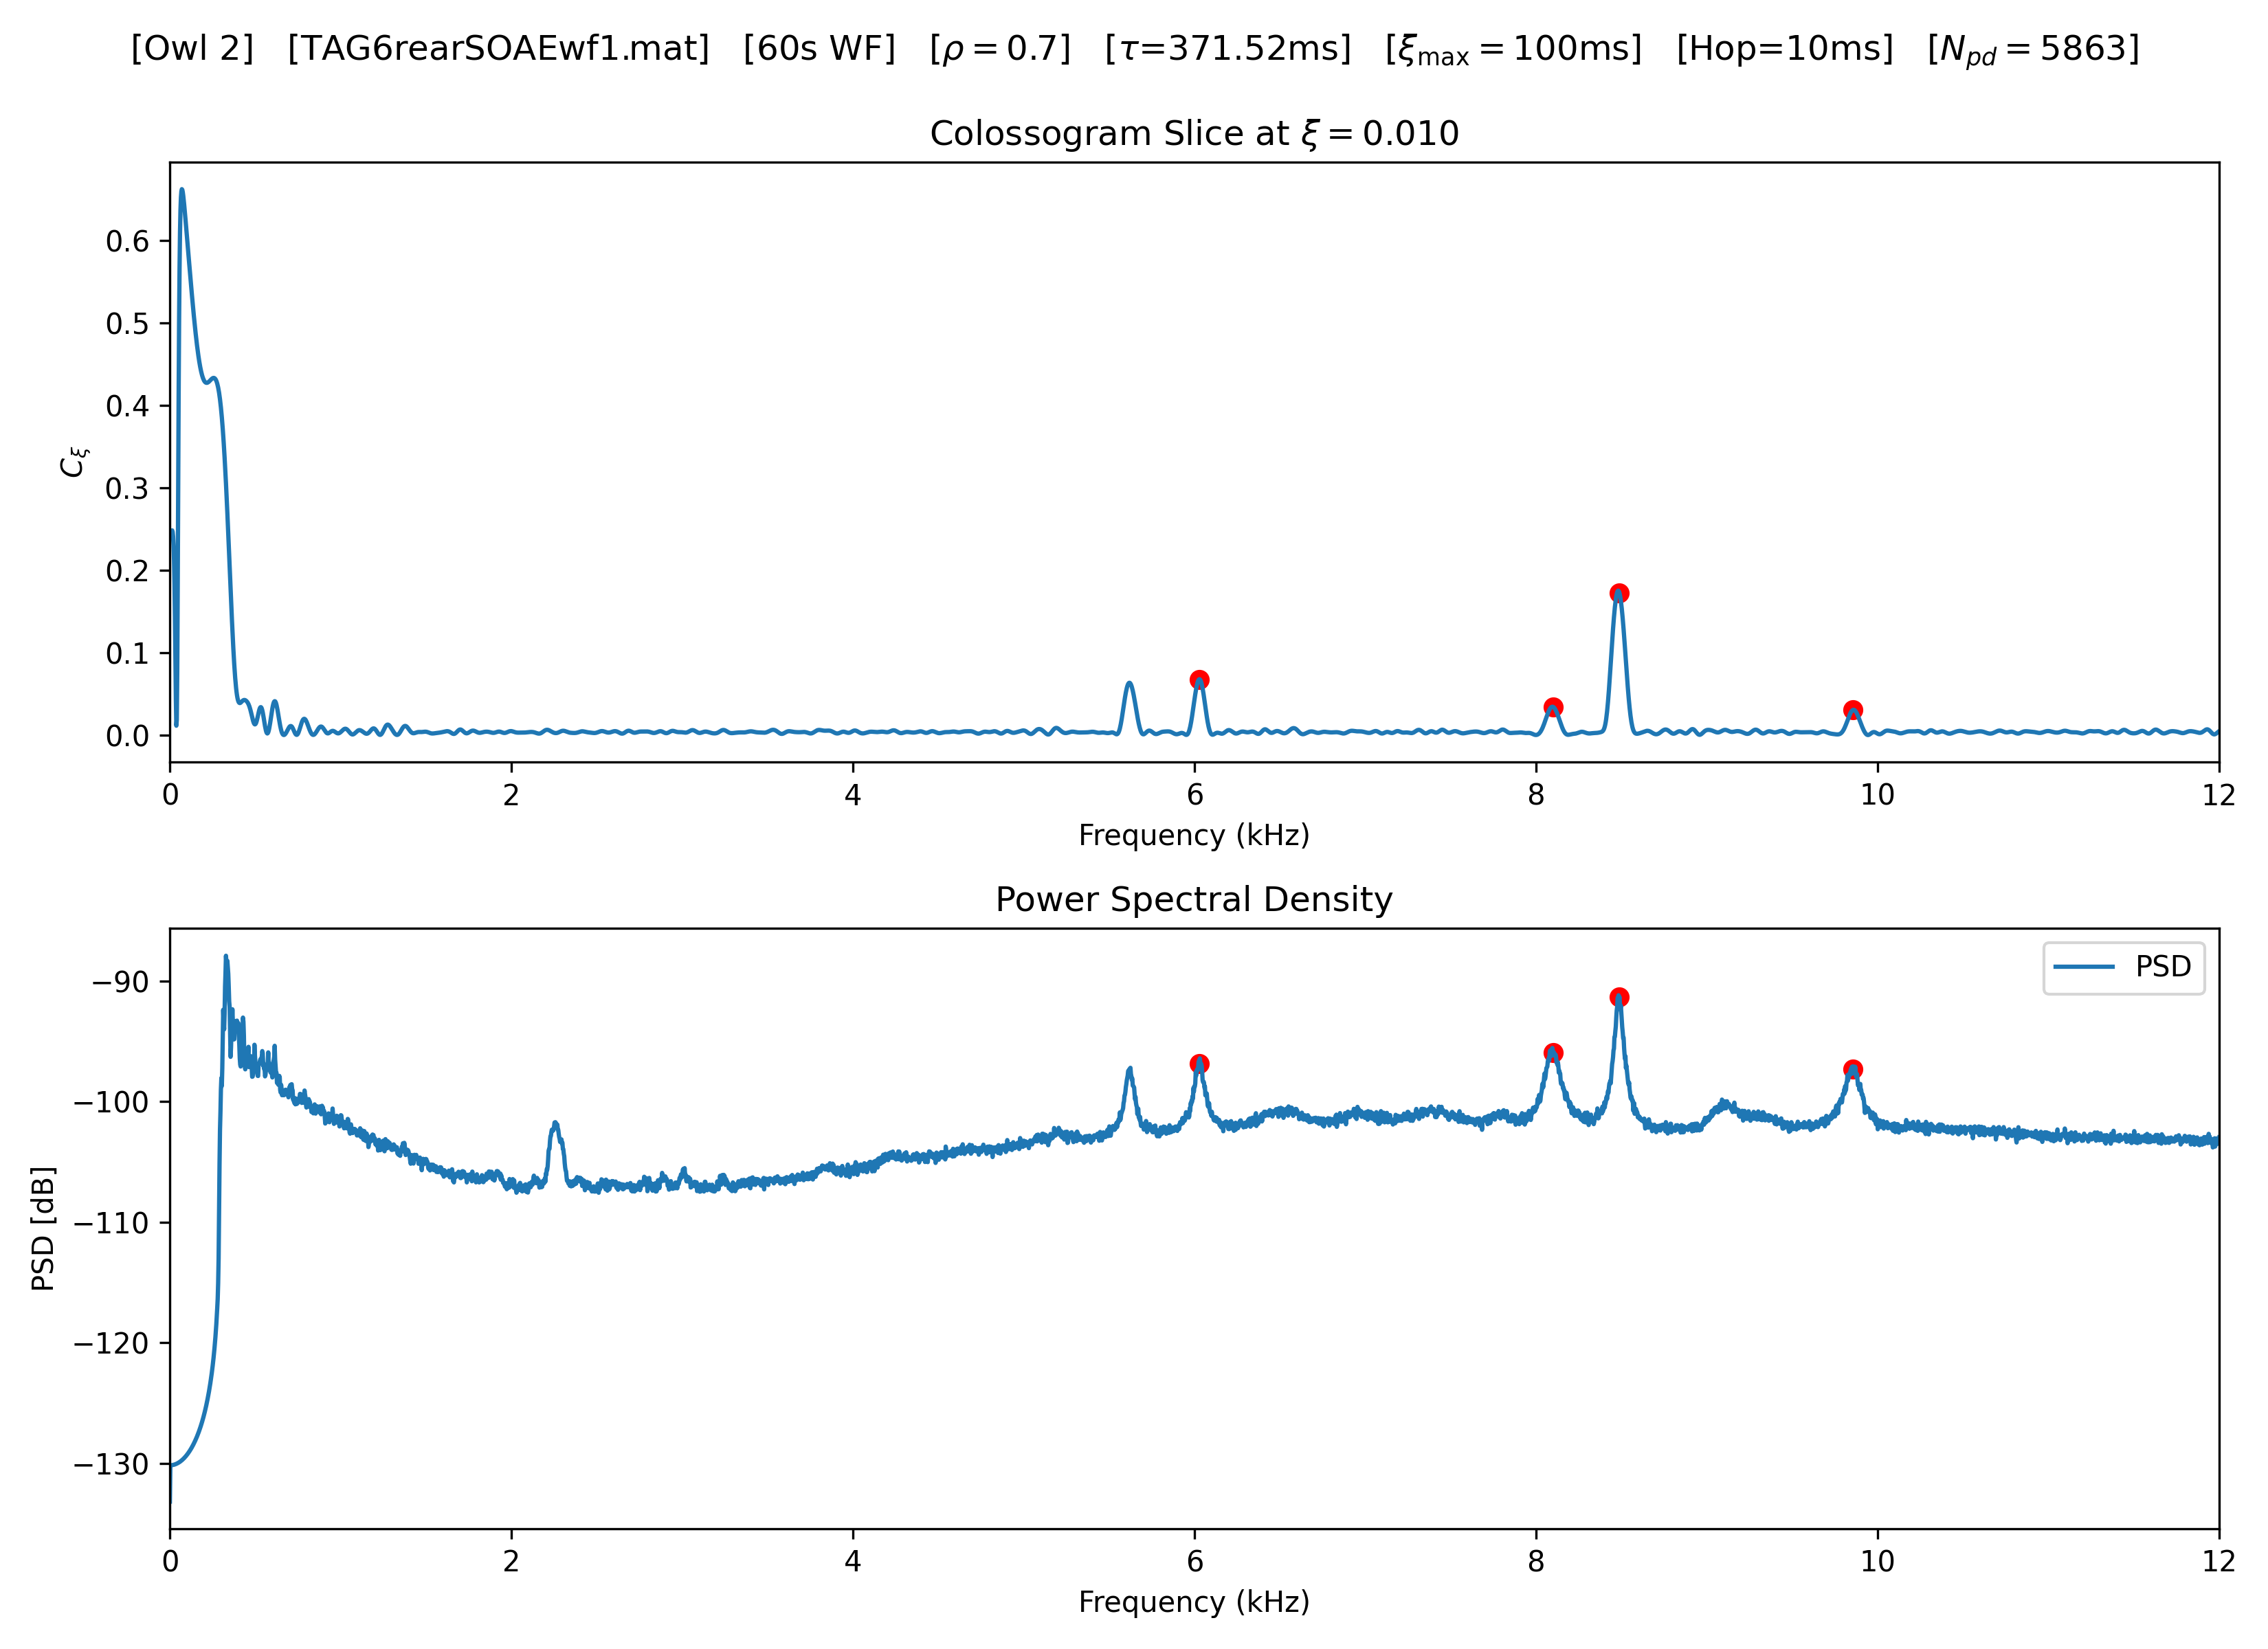 [Owl 2] [TAG6rearSOAEwf1.mat] [60s WF] [ρ = 0.7] [τ=371.52ms] [ξmax = 100ms] [Hop=10ms] [Npd = 5863]
Colossogram Slice at ξ = 0.010
0.6
0.5
0.4
0.3
0.2
0.1
0.0
Cξ
0 2 4 6 8 10 12
Frequency (kHz)
Power Spectral Density
PSD
−90
−100
−110
−120
−130
PSD [dB]
0 2 4 6 8 10 12
Frequency (kHz)